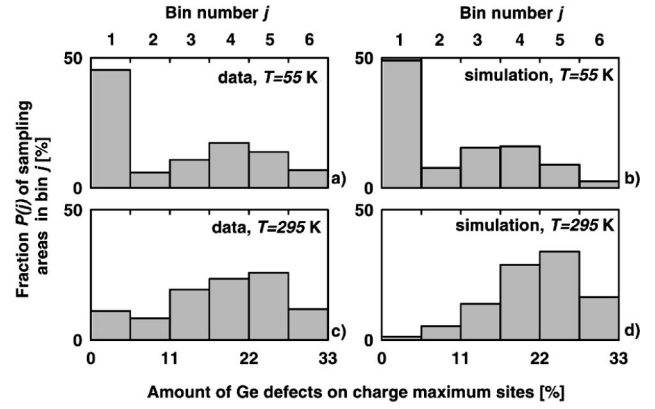 Bin number j
Bin number j
1 2 3 4 5 6
1 2 3 4 5 6
50
data, T=55 K
a)
0
50
simulation, T=55 K
b)
0
Fraction P(j) of sampling
areas in bin j [%]
50
data, T=295 K
c)
0
50
simulation, T=295 K
d)
0
0 11 22 33
0 11 22 33
Amount of Ge defects on charge maximum sites [%]